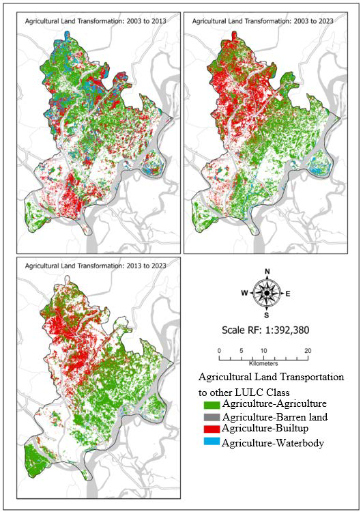 Agricultural Land Transformation: 2003 to 2013
Agricultural Land Transformation: 2003 to 2023
Agricultural Land Transformation: 2013 to 2023
N
W E
S
Scale RF: 1:392,380
0 5 10 20
Kilometers
Agricultural Land Transportation
to other LULC Class
Agriculture-Agriculture
Agriculture-Barren land
Agriculture-Builtup
Agriculture-Waterbody